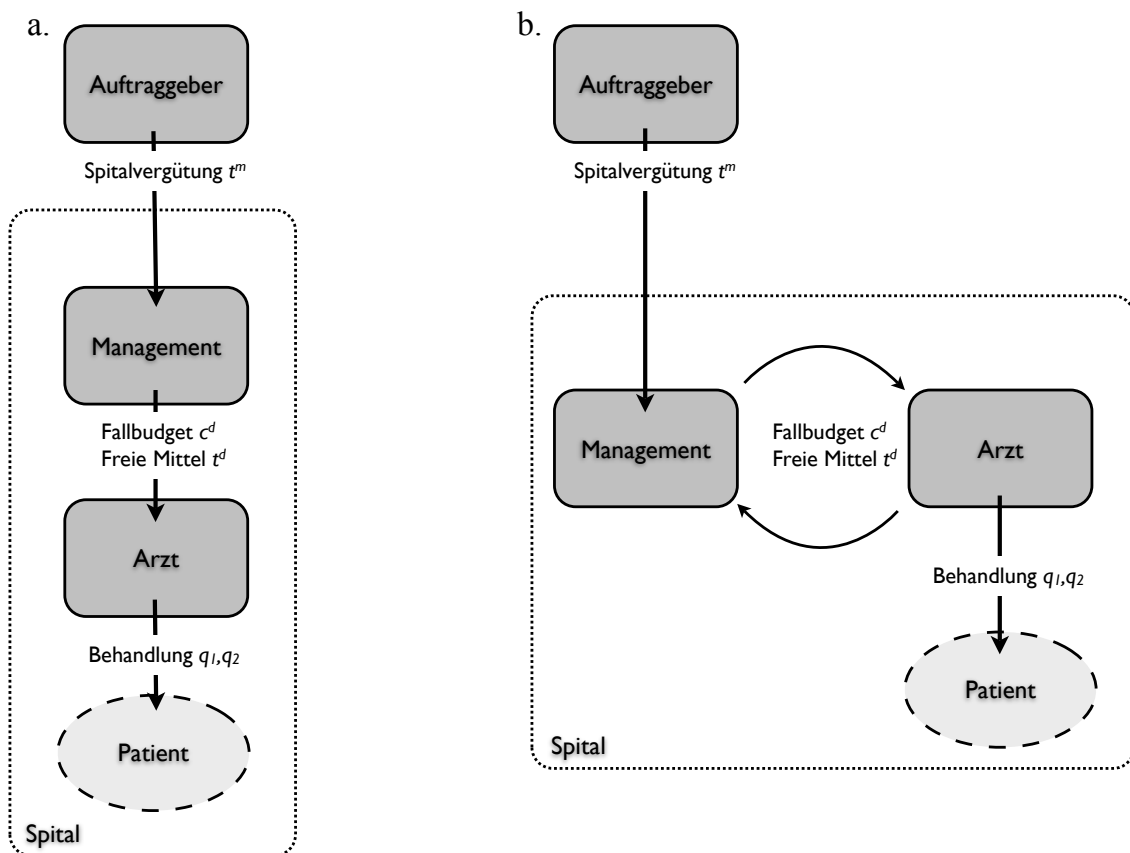 a.
Auftraggeber
Spitalvergütung t^m
Management
Fallbudget c^d
Freie Mittel t^d
Arzt
Behandlung q₁,q₂
Patient
Spital
b.
Auftraggeber
Spitalvergütung t^m
Management
Fallbudget c^d
Freie Mittel t^d
Arzt
Behandlung q₁,q₂
Patient
Spital